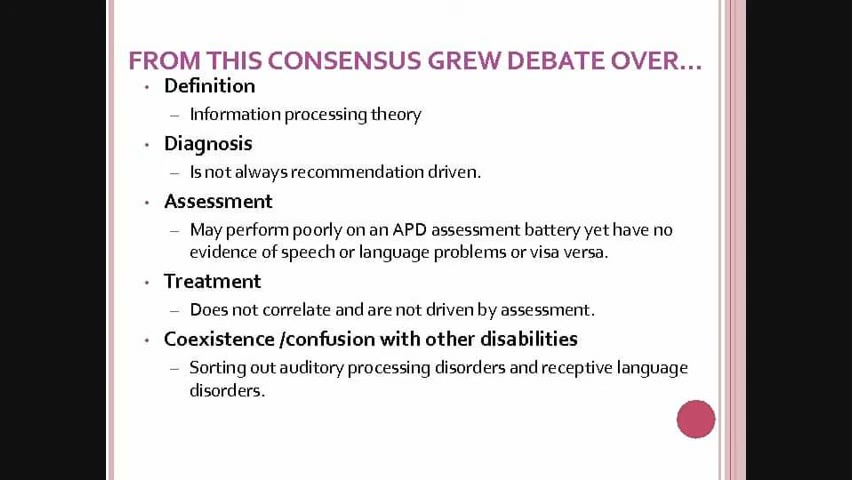 FROM THIS CONSENSUS GREW DEBATE OVER...
• Definition
– Information processing theory
• Diagnosis
– Is not always recommendation driven.
• Assessment
– May perform poorly on an APD assessment battery yet have no
evidence of speech or language problems or visa versa.
• Treatment
– Does not correlate and are not driven by assessment.
• Coexistence /confusion with other disabilities
– Sorting out auditory processing disorders and receptive language
disorders.